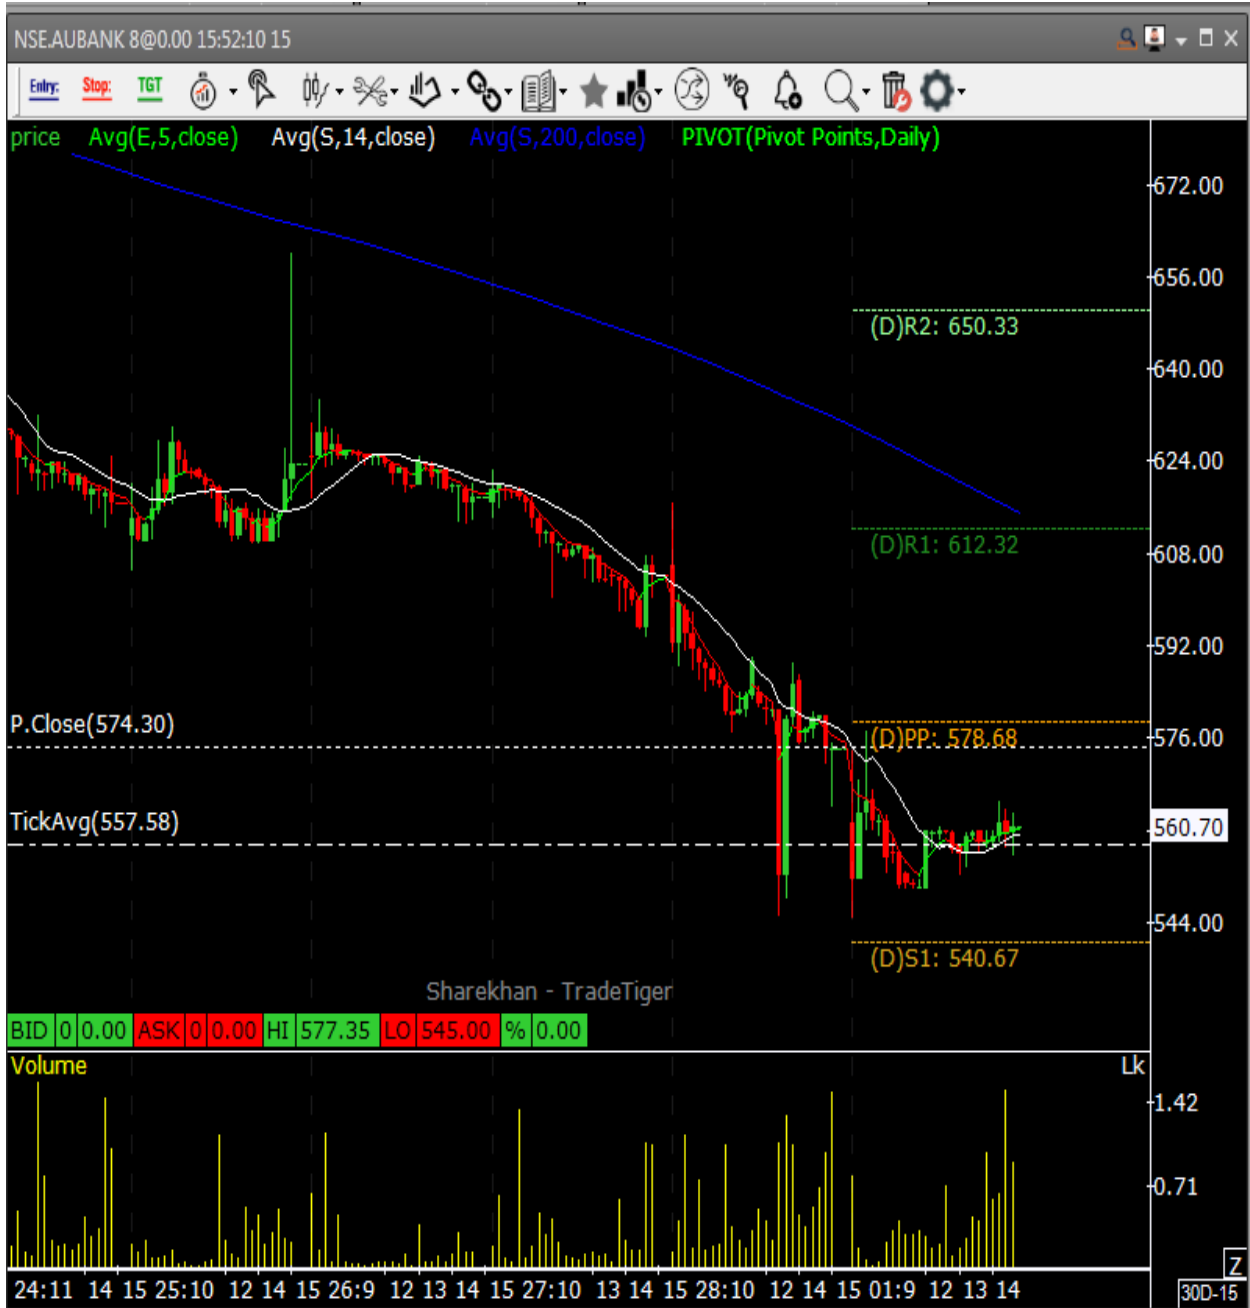 NSE.AUBANK 8@0.00 15:52:10 15
Entry: Stop: TGT
price Avg(E,5,close) Avg(S,14,close) Avg(S,200,close) PIVOT(Pivot Points,Daily)
672.00
656.00
(D)R2: 650.33
640.00
624.00
(D)R1: 612.32
608.00
592.00
P.Close(574.30)
(D)PP: 578.68
576.00
TickAvg(557.58)
560.70
544.00
(D)S1: 540.67
Sharekhan - TradeTiger
BID 0 0.00 ASK 0 0.00 HI 577.35 LO 545.00 % 0.00
Volume Lk
1.42
0.71
Z
24:11 14 15 25:10 12 14 15 26:9 12 13 14 15 27:10 13 14 15 28:10 12 14 15 01:9 12 13 14 30D-15